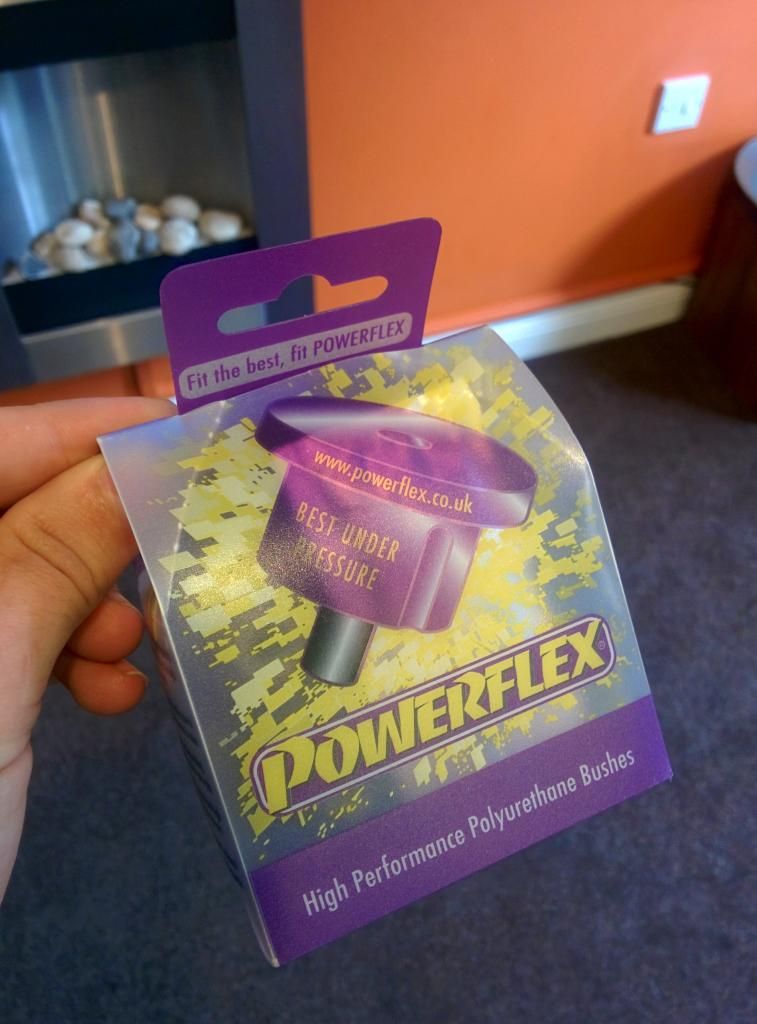 Fit the best, fit POWERFLEX
www.powerflex.co.uk
BEST UNDER
PRESSURE
POWERFLEX®
High Performance Polyurethane Bushes